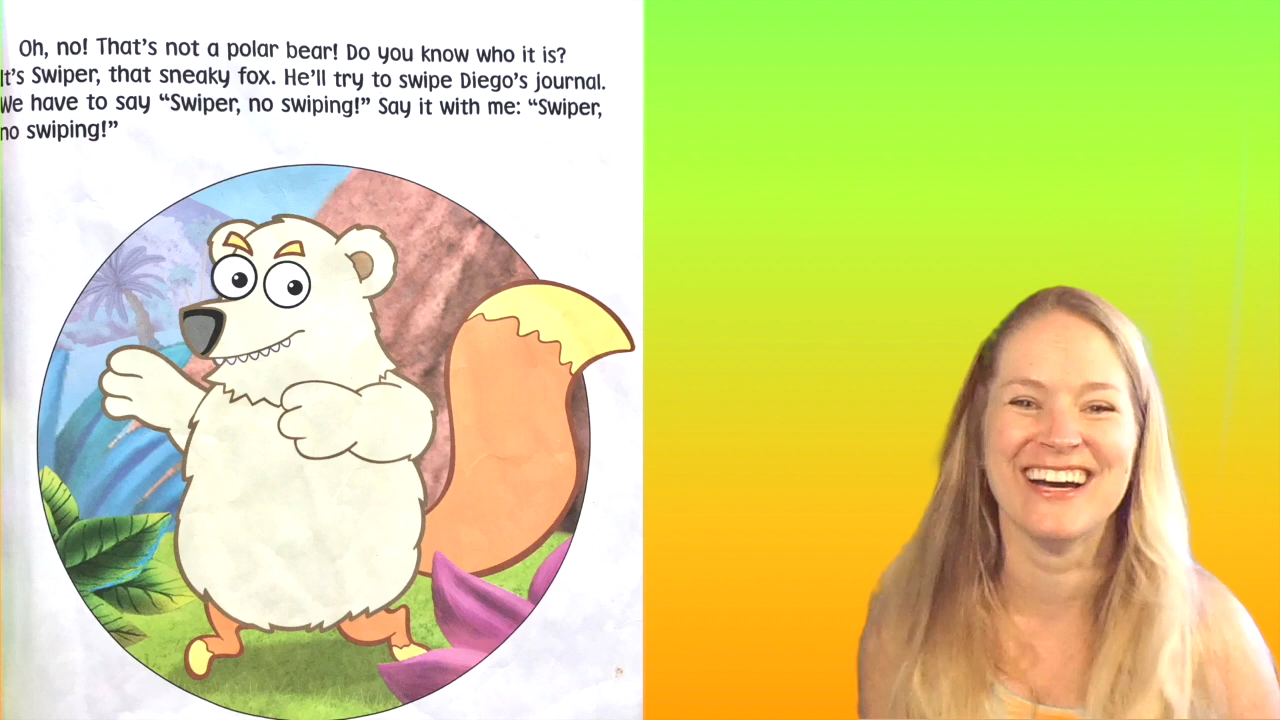 Oh, no! That's not a polar bear! Do you know who it is?
It's Swiper, that sneaky fox. He'll try to swipe Diego's journal.
We have to say “Swiper, no swiping!” Say it with me: “Swiper,
no swiping!”